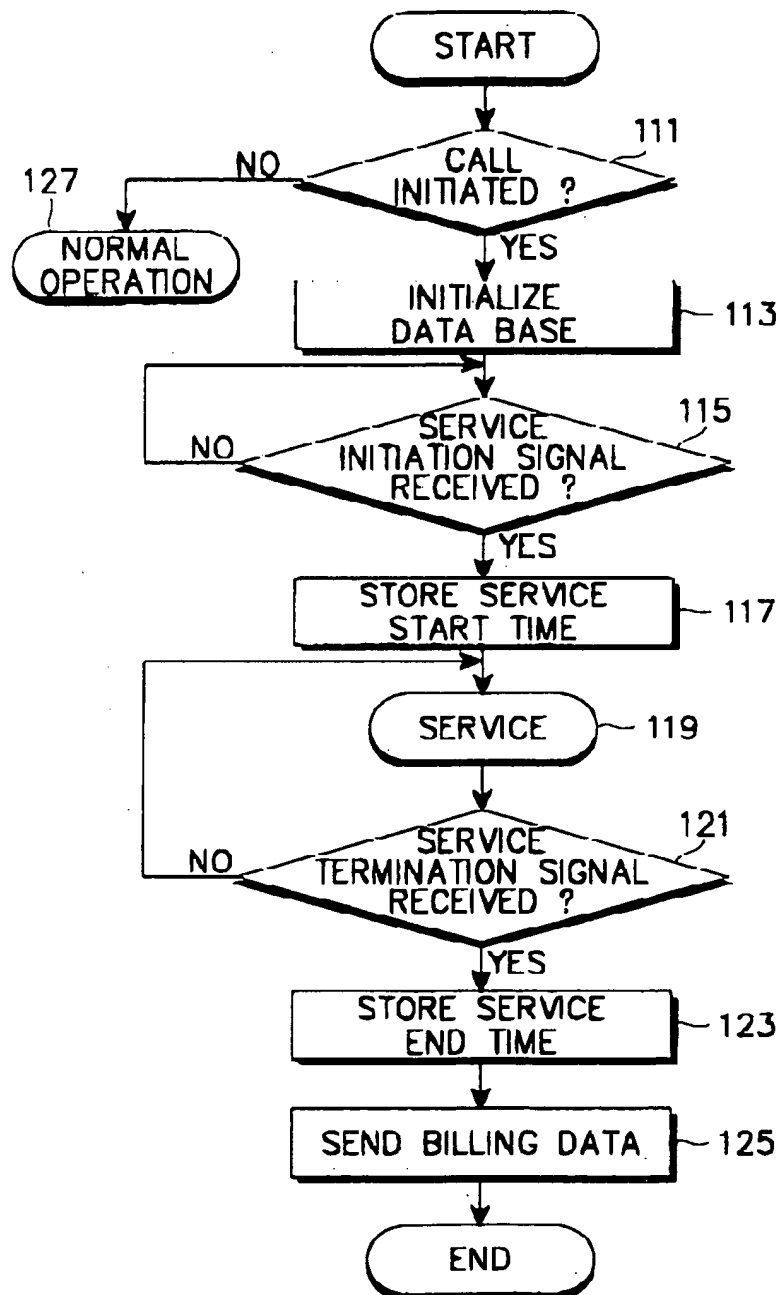 START
111
CALL
INITIATED ?
NO
127
NORMAL
OPERATION
YES
INITIALIZE
DATA BASE
113
115
SERVICE
INITIATION SIGNAL
RECEIVED ?
NO
YES
STORE SERVICE
START TIME
117
SERVICE
119
121
SERVICE
TERMINATION SIGNAL
RECEIVED ?
NO
YES
STORE SERVICE
END TIME
123
SEND BILLING DATA
125
END